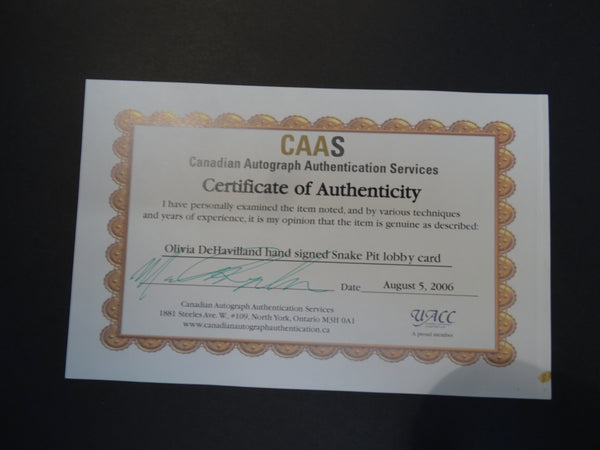 CAAS
Canadian Autograph Authentication Services
Certificate of Authenticity
I have personally examined the item noted, and by various techniques
and years of experience, it is my opinion that the item is genuine as described:
Olivia DeHavilland hand signed Snake Pit lobby card
Date August 5, 2006
Canadian Autograph Authentication Services
1881 Steeles Ave. W., #109, North York, Ontario M3H 0A1
www.canadianautographauthentication.ca
UACC
A proud member